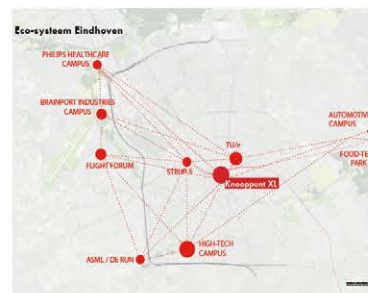 Eco-systeem Eindhoven
PHILIPS HEALTHCARE
CAMPUS
BRAINPORT INDUSTRIES
CAMPUS
FLIGHT FORUM
STRIJP-S
TU/e
Knooppunt XL
AUTOMOTIVE
CAMPUS
FOOD-TE
PARK
HIGH-TECH
CAMPUS
ASML / DE RUN